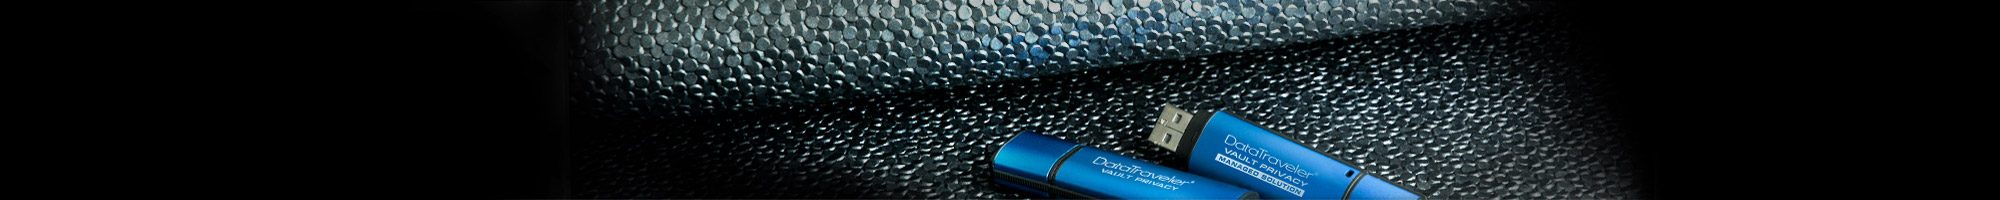 DataTraveler®
VAULT PRIVACY
DataTraveler®
VAULT PRIVACY
MANAGED SOLUTION